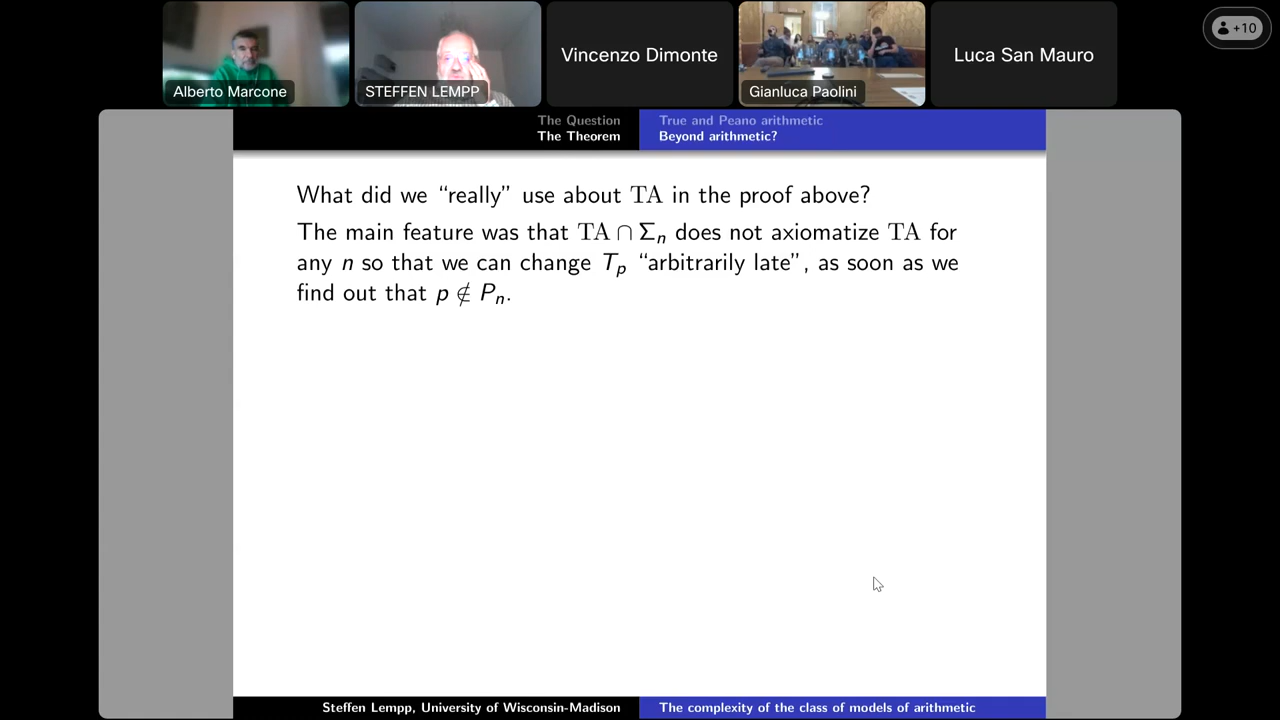 Alberto Marcone
STEFFEN LEMPP
Vincenzo Dimonte
Gianluca Paolini
Luca San Mauro
+10
The Question
The Theorem
True and Peano arithmetic
Beyond arithmetic?
What did we “really” use about TA in the proof above?
The main feature was that TA ∩ Σₙ does not axiomatize TA for
any n so that we can change Tₚ “arbitrarily late”, as soon as we
find out that p ∉ Pₙ.
Steffen Lempp, University of Wisconsin-Madison
The complexity of the class of models of arithmetic